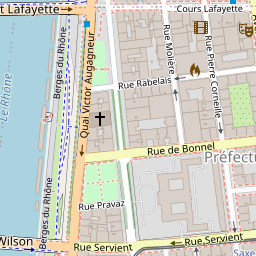 t Lafayette
Cours Lafayette
Berges du Rhône
Quai Victor Augagneur
Rue Molière
Rue Pierre Corneille
Rue Rabelais
Le Rhône
Rue de Bonnel
Préfectu
Berges du Rhône
Rue Pravaz
Wilson
Rue Servient
Rue Servient
Saxe